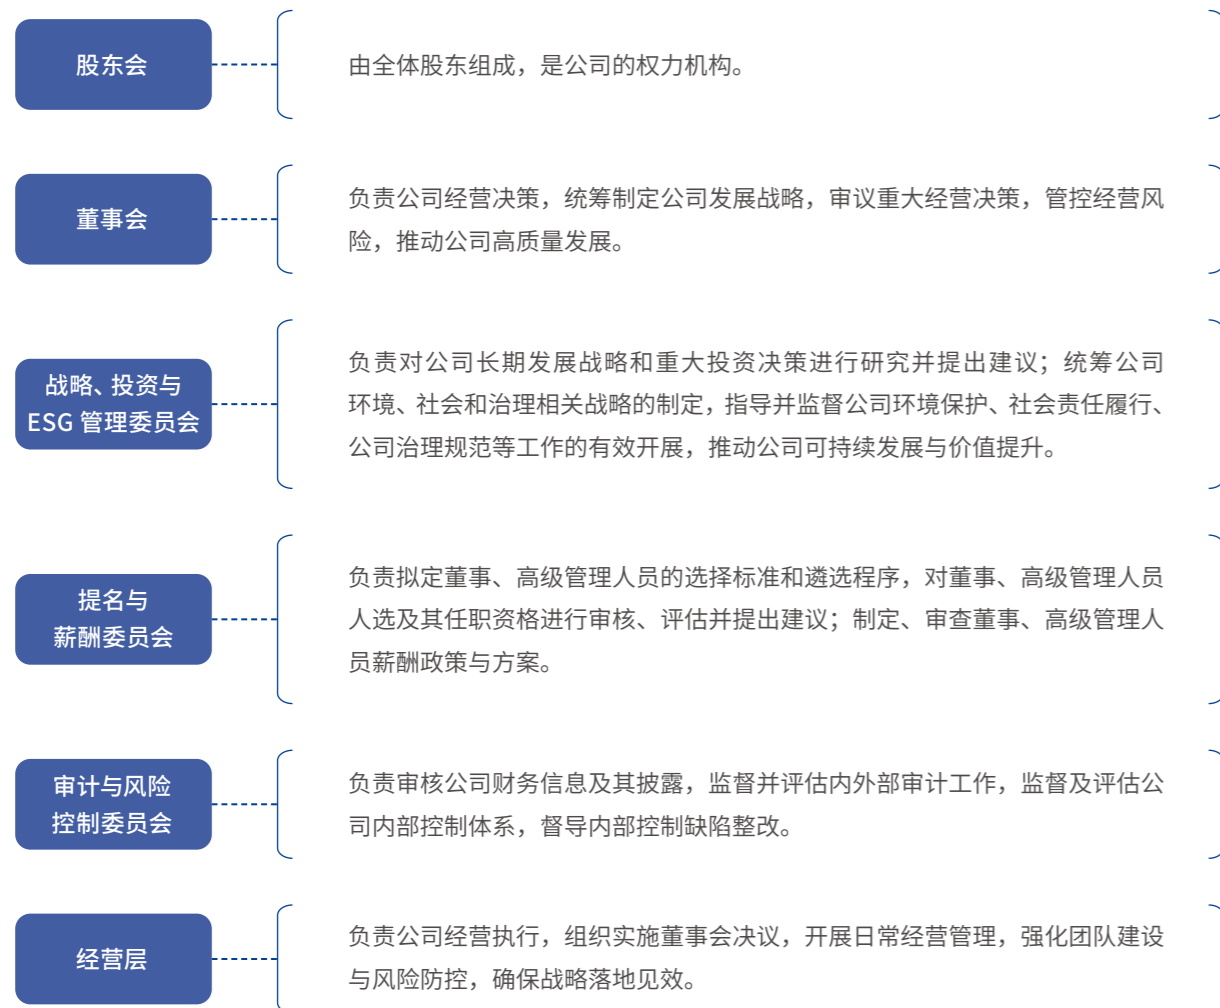 股东会
由全体股东组成，是公司的权力机构。
董事会
负责公司经营决策，统筹制定公司发展战略，审议重大经营决策，管控经营风
险，推动公司高质量发展。
战略、投资与
ESG 管理委员会
负责对公司长期发展战略和重大投资决策进行研究并提出建议；统筹公司
环境、社会和治理相关战略的制定，指导并监督公司环境保护、社会责任履行、
公司治理规范等工作的有效开展，推动公司可持续发展与价值提升。
提名与
薪酬委员会
负责拟定董事、高级管理人员的选择标准和遴选程序，对董事、高级管理人员
人选及其任职资格进行审核、评估并提出建议；制定、审查董事、高级管理人
员薪酬政策与方案。
审计与风险
控制委员会
负责审核公司财务信息及其披露，监督并评估内外部审计工作，监督及评估公
司内部控制体系，督导内部控制缺陷整改。
经营层
负责公司经营执行，组织实施董事会决议，开展日常经营管理，强化团队建设
与风险防控，确保战略落地见效。